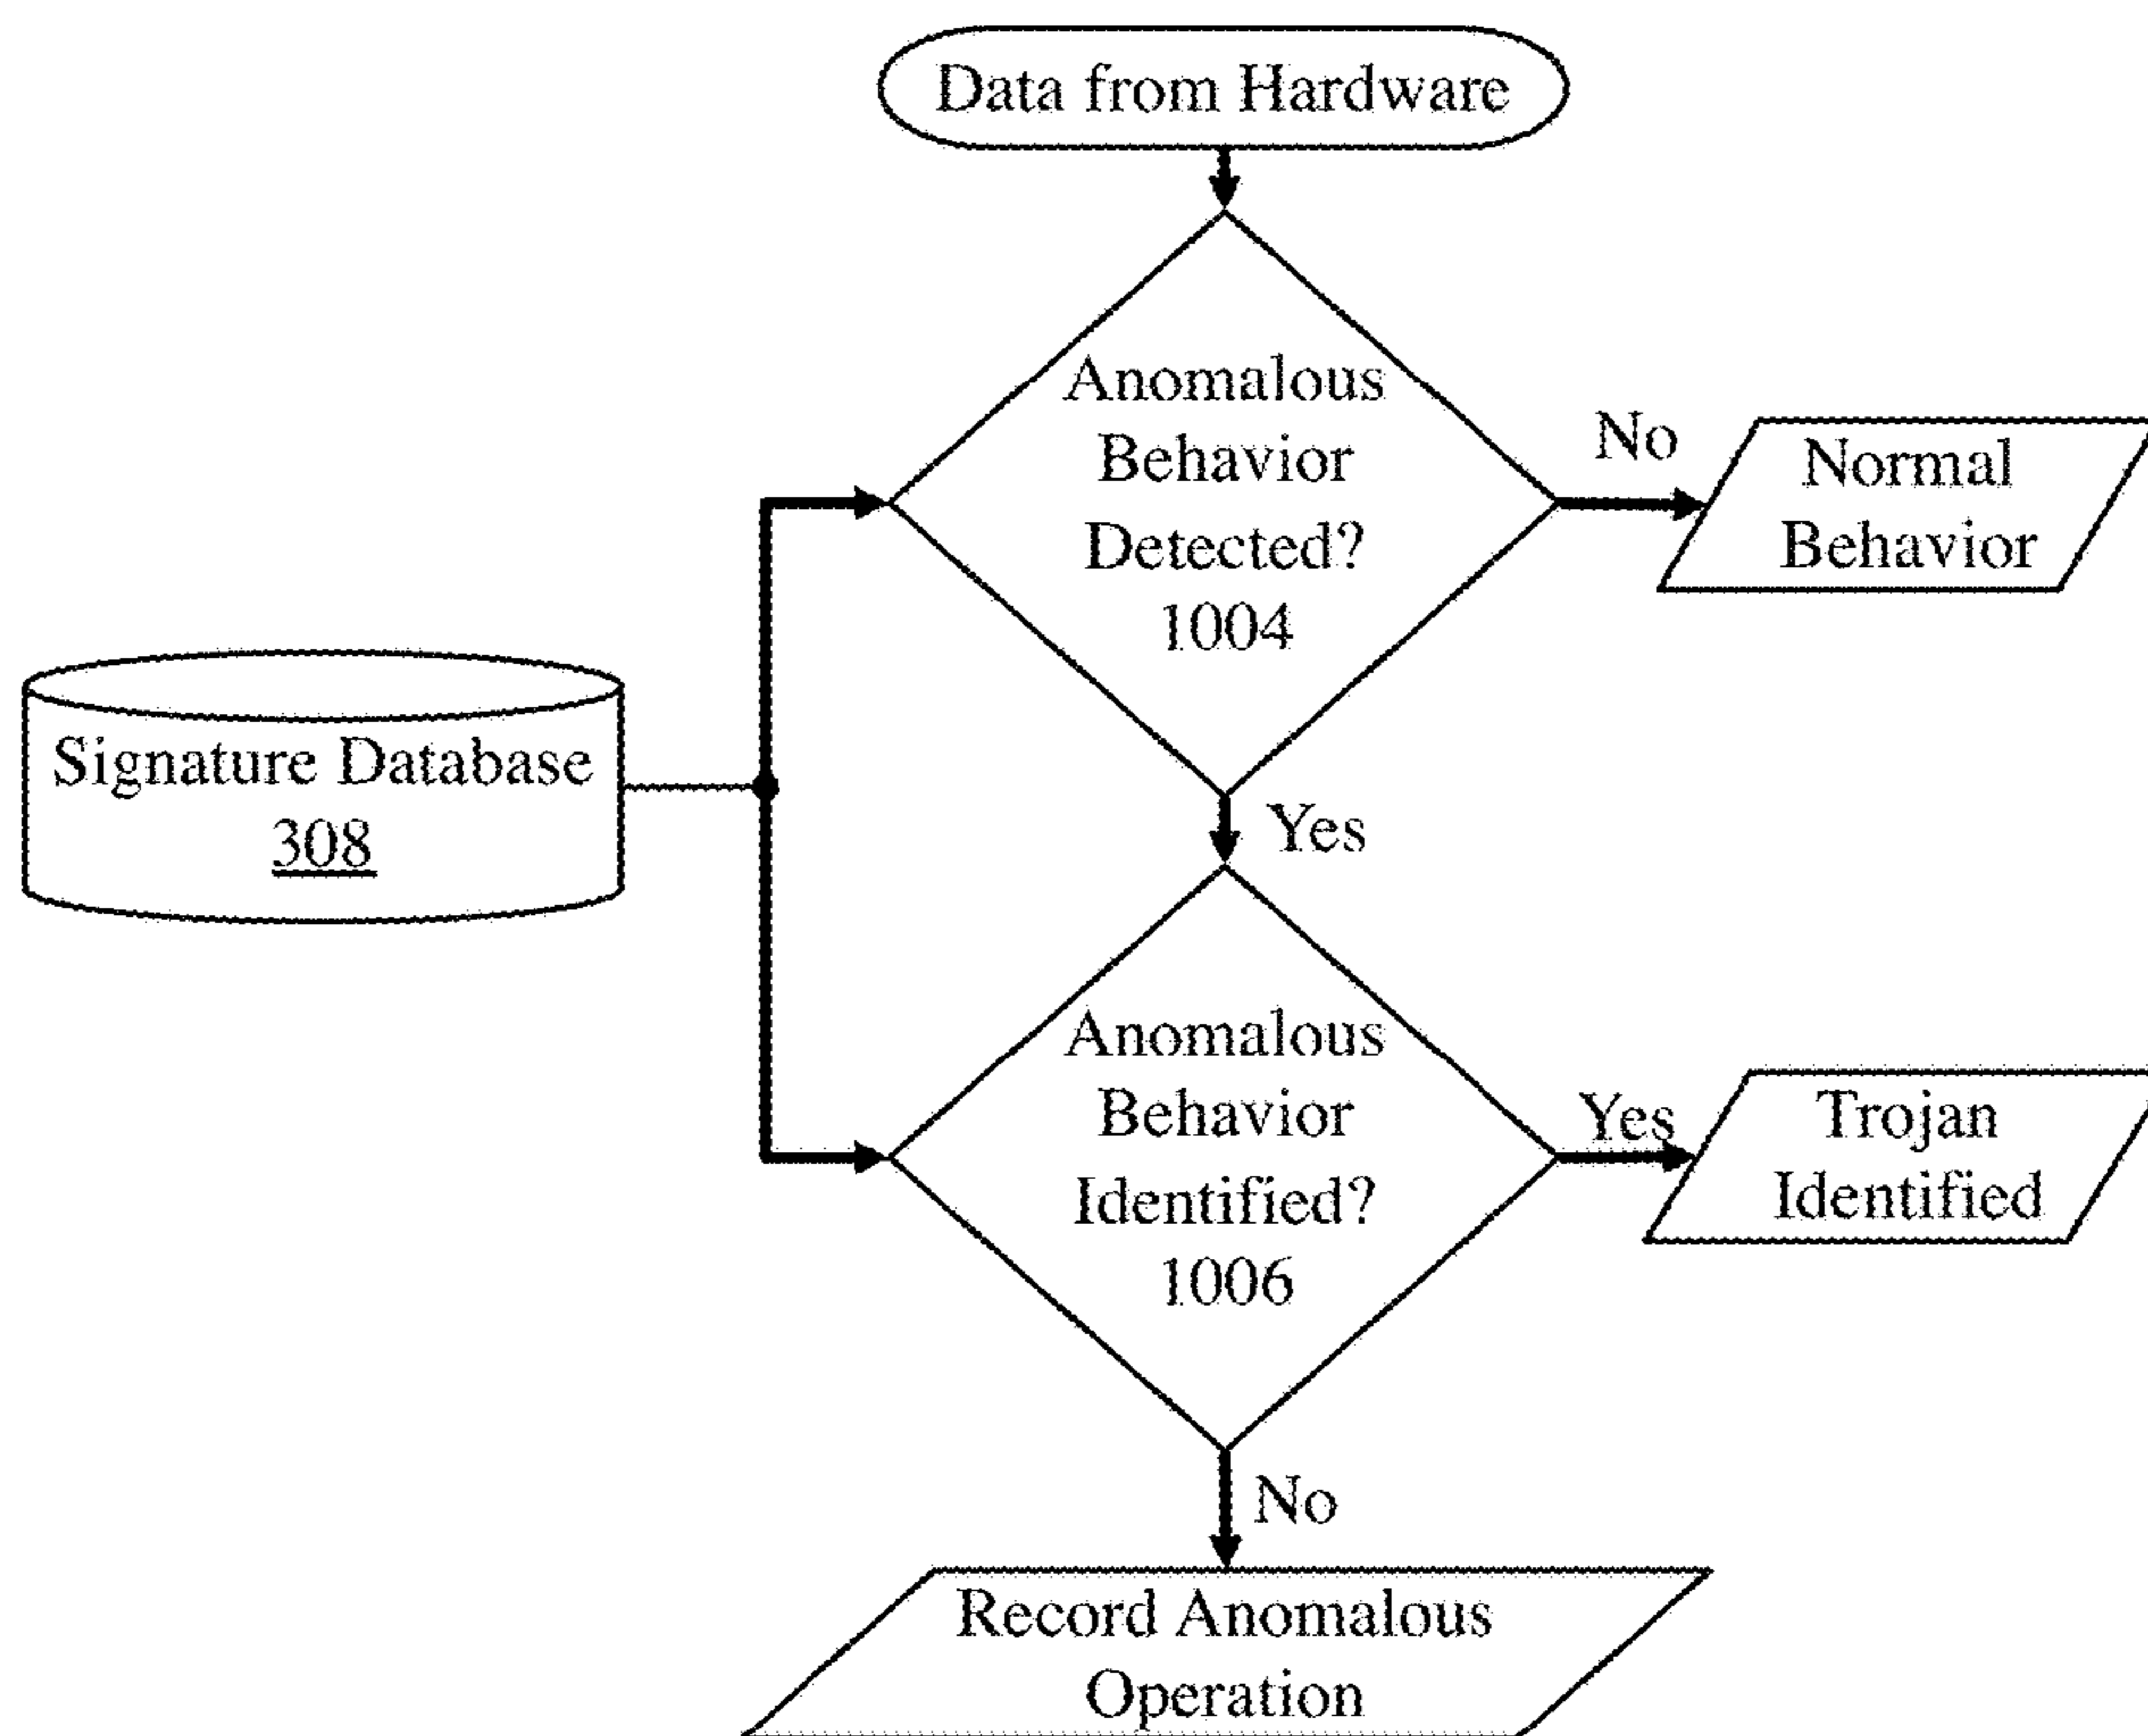 Data from Hardware
Anomalous
Behavior
Detected?
1004
No
Normal
Behavior
Signature Database
308
Yes
Anomalous
Behavior
Identified?
1006
Yes
Trojan
Identified
No
Record Anomalous
Operation